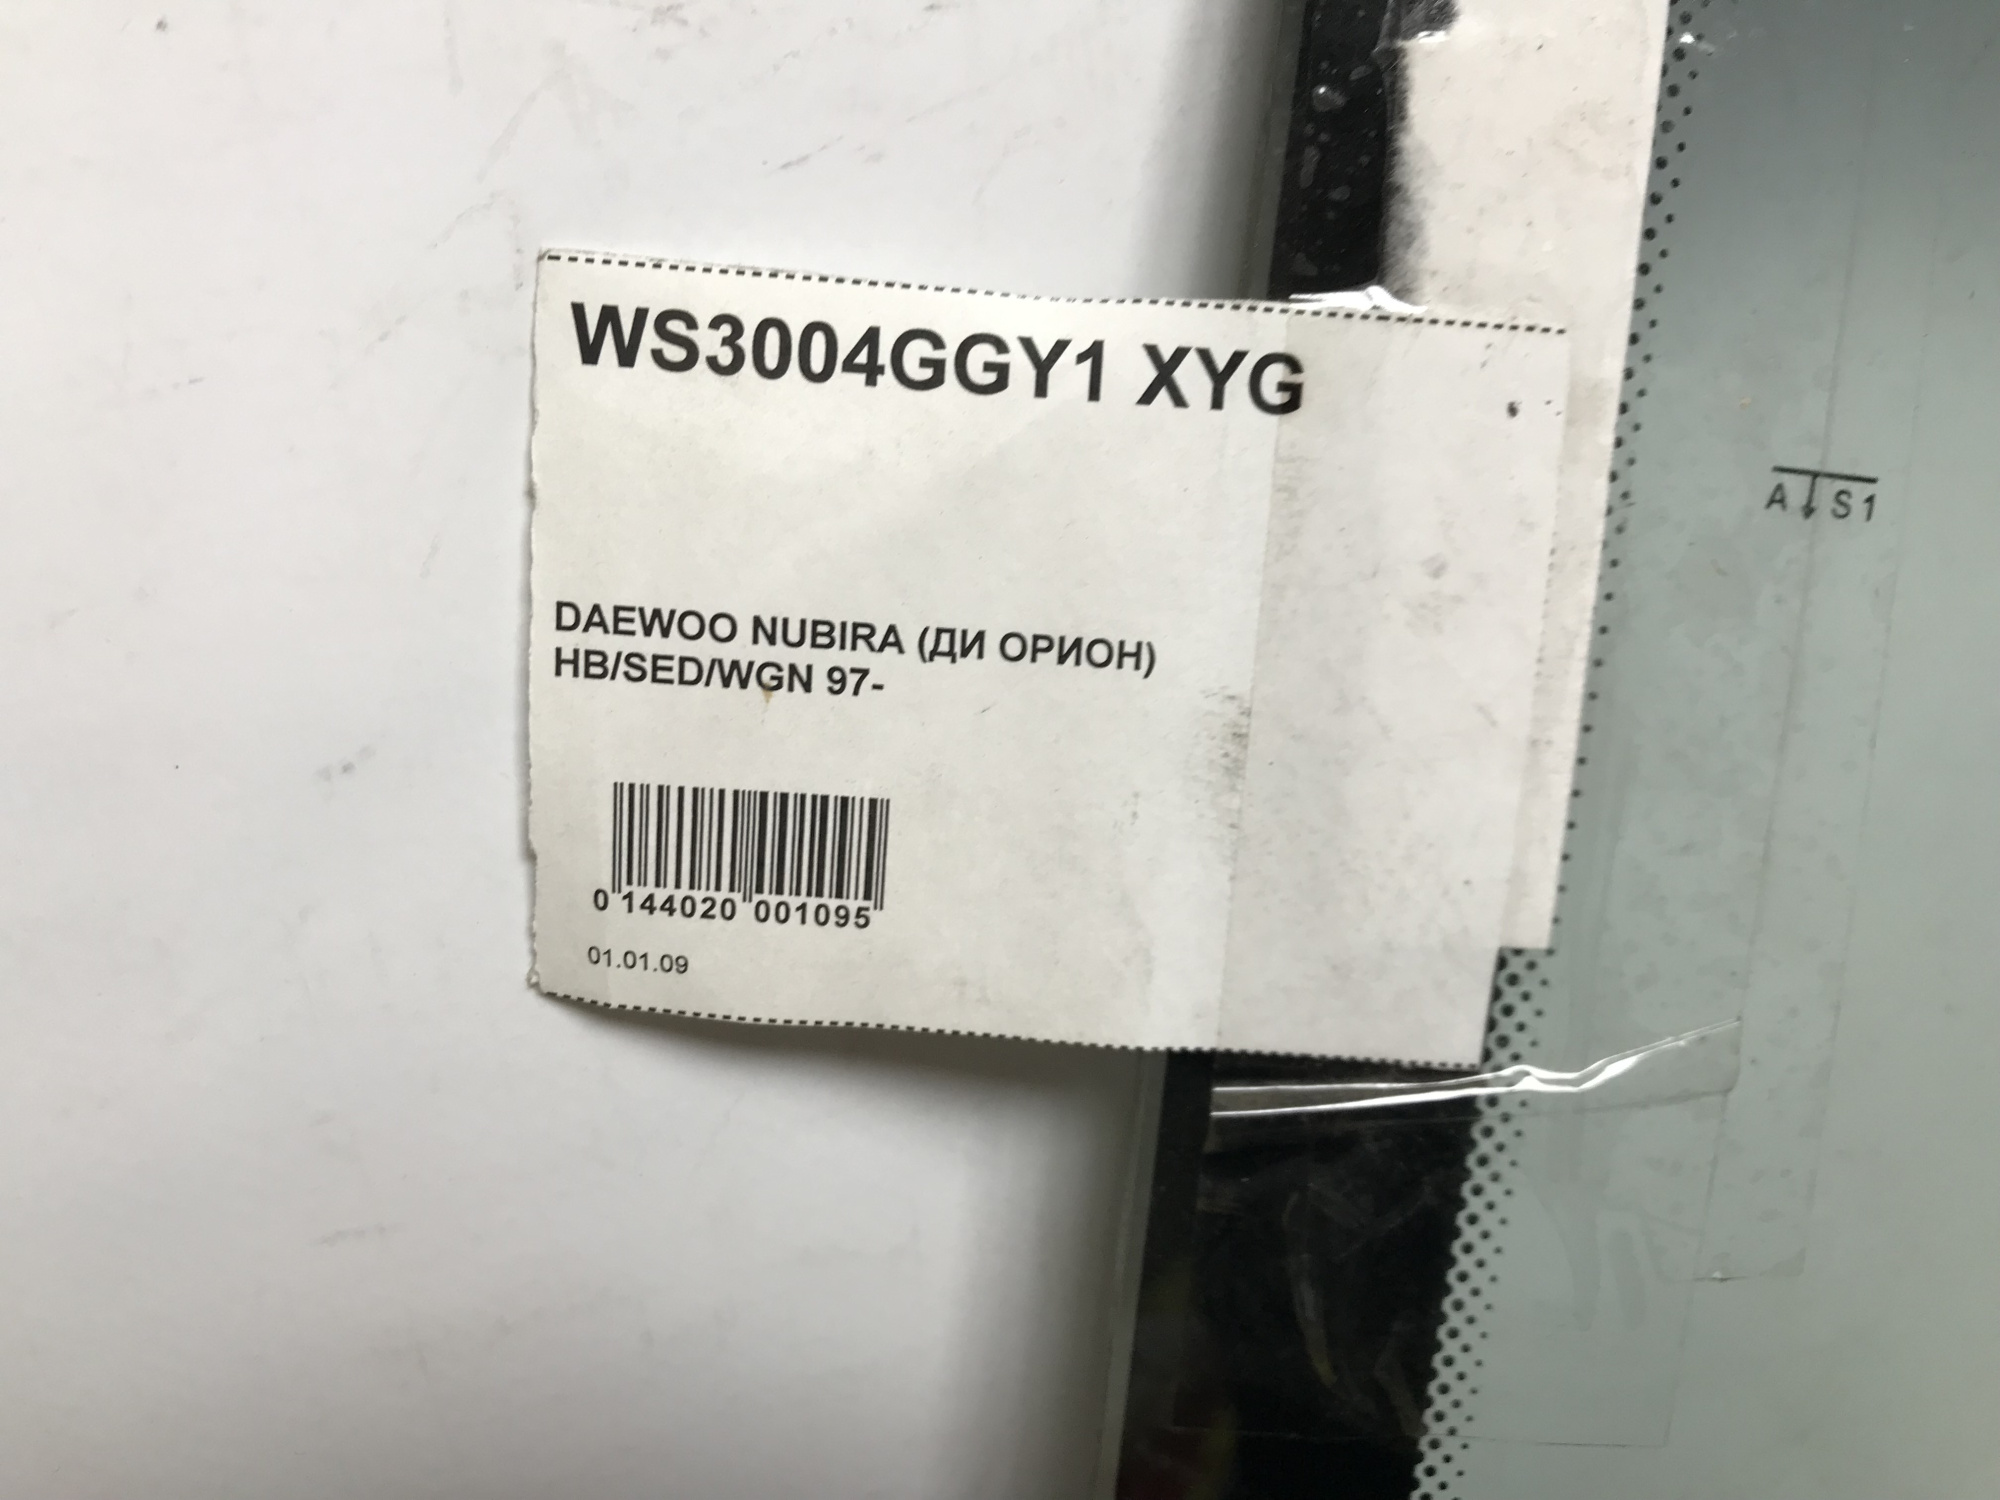 WS3004GGY1 XYG
DAEWOO NUBIRA (ДИ ОРИОН)
HB/SED/WGN 97-
0 144020 001095
01.01.09
A S1